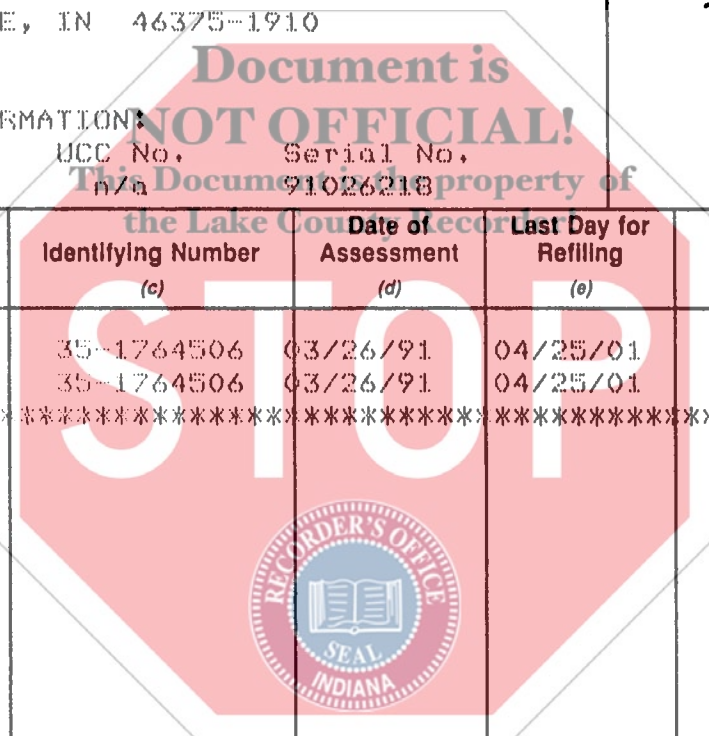 E, IN 46375-1910
Document is
NOT OFFICIAL!
RMATION:
UCC No. Serial No.
n/a 91026218
This Document is the property of
the Lake County Recorder!
Identifying Number
(c)
Date of
Assessment
(d)
Last Day for
Refiling
(e)
35-1764506 03/26/91 04/25/01
35-1764506 03/26/91 04/25/01
STOP
RECORDER'S OFFICE
SEAL
INDIANA